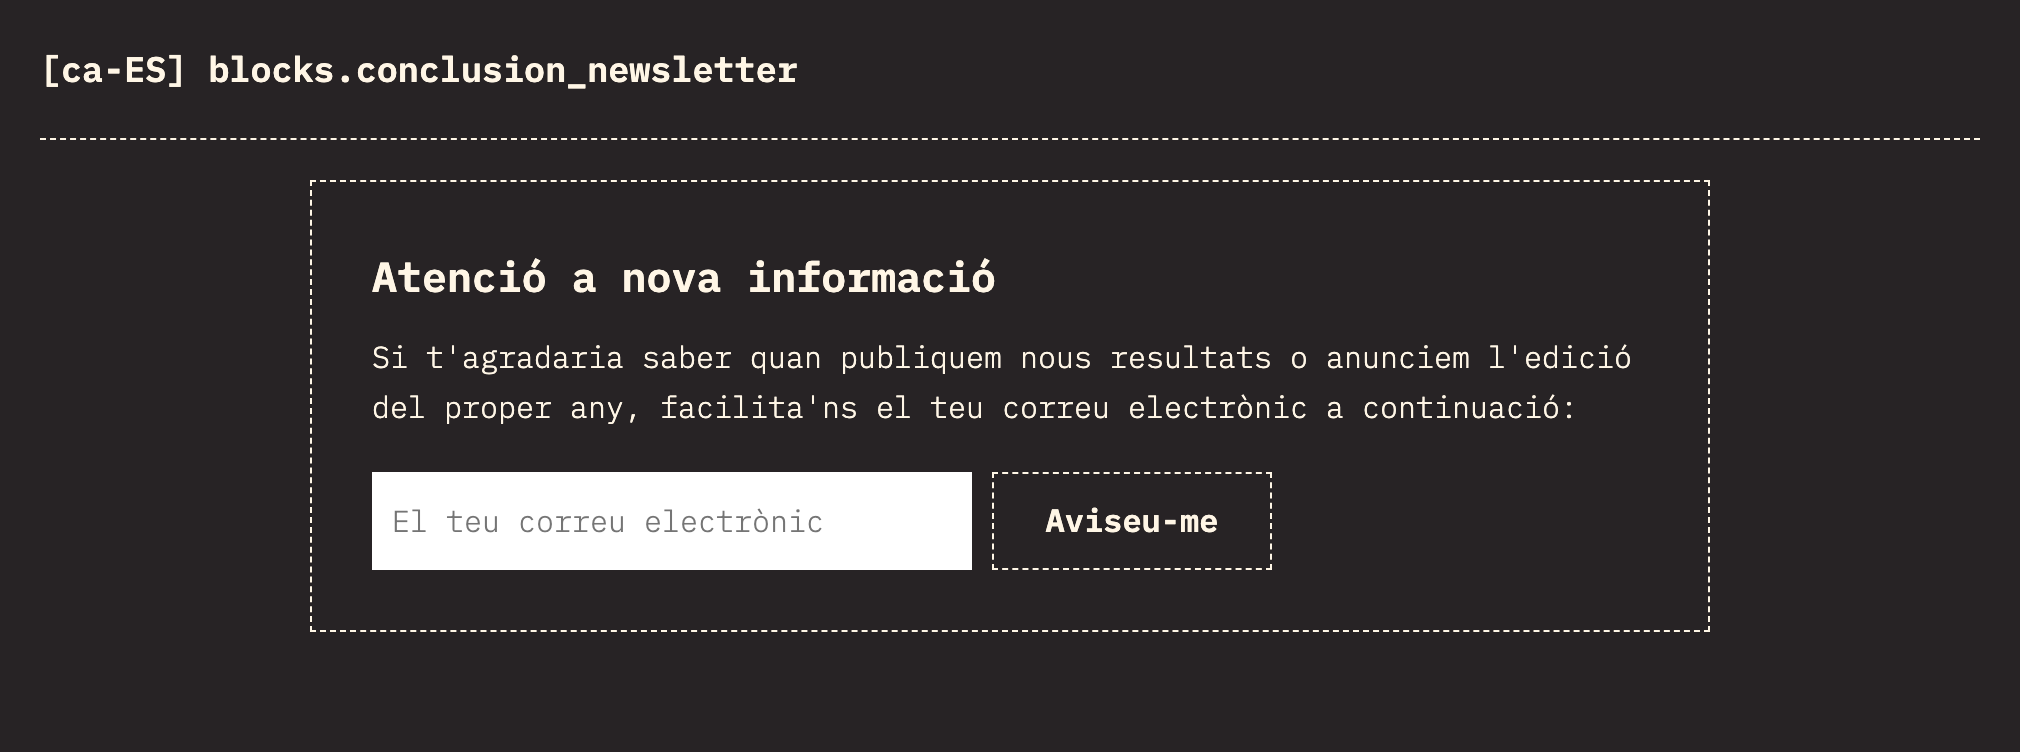 [ca-ES] blocks.conclusion_newsletter
Atenció a nova informació
Si t'agradaria saber quan publiquem nous resultats o anunciem l'edició
del proper any, facilita'ns el teu correu electrònic a continuació:
El teu correu electrònic
Aviseu-me